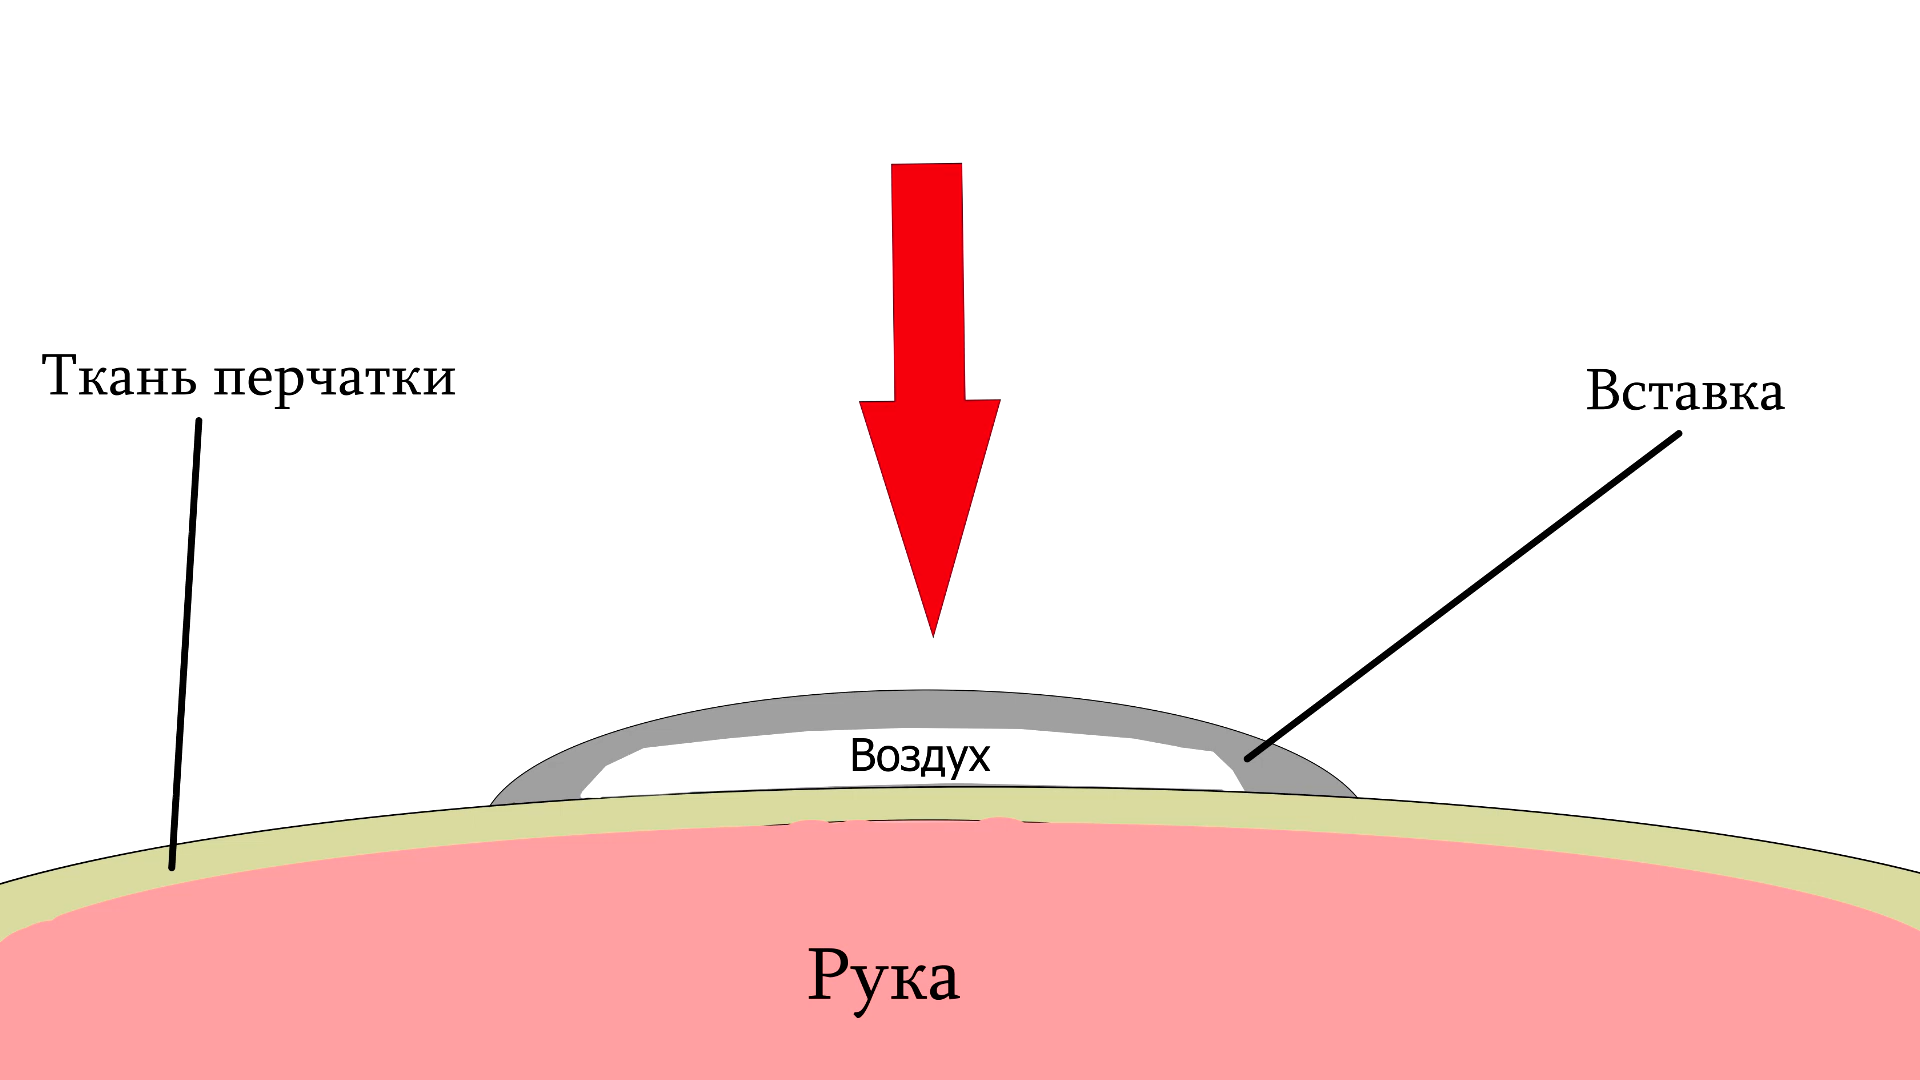 Ткань перчатки
Вставка
Воздух
Рука